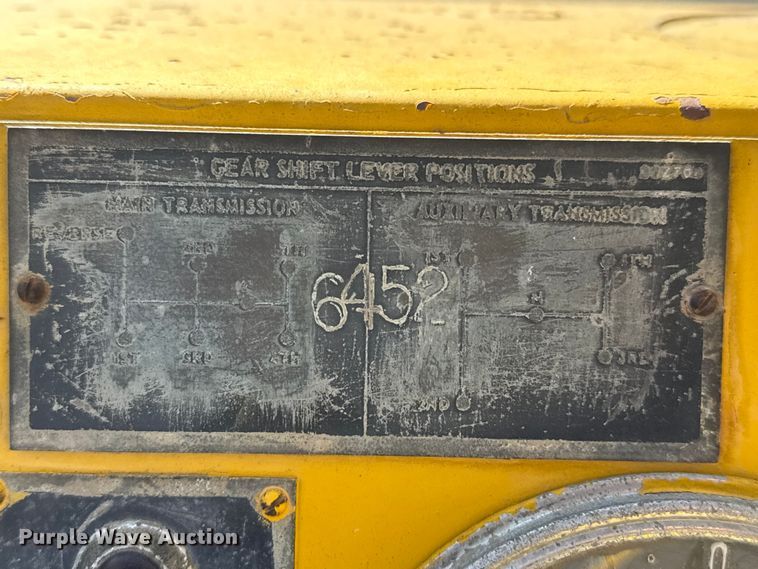 GEAR SHIFT LEVER POSITIONS
MAIN TRANSMISSION
AUXILIARY TRANSMISSION
REVERSE
2ND
1ST
4TH
N
6452
N
1ST
3RD
4TH
3RD
2ND
Purple Wave Auction
0